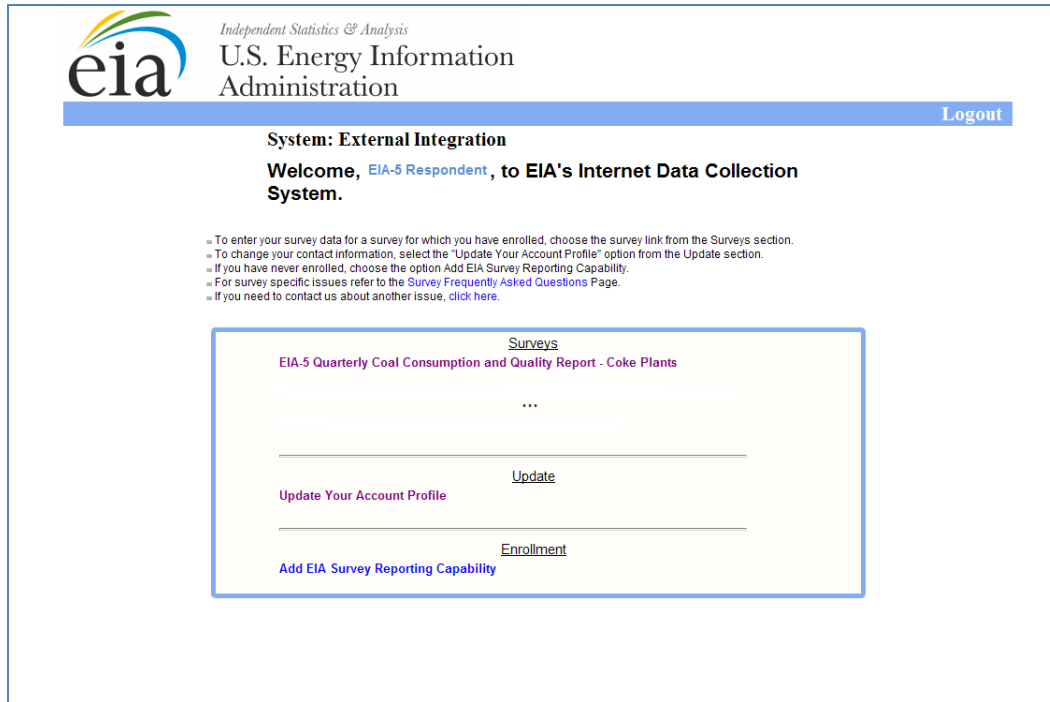 eia
Independent Statistics & Analysis
U.S. Energy Information
Administration
Logout
System: External Integration
Welcome, EIA-5 Respondent, to EIA's Internet Data Collection
System.
To enter your survey data for a survey for which you have enrolled, choose the survey link from the Surveys section.
To change your contact information, select the "Update Your Account Profile" option from the Update section.
If you have never enrolled, choose the option Add EIA Survey Reporting Capability.
For survey specific issues refer to the Survey Frequently Asked Questions Page.
If you need to contact us about another issue, click here.
Surveys
EIA-5 Quarterly Coal Consumption and Quality Report - Coke Plants
...
Update
Update Your Account Profile
Enrollment
Add EIA Survey Reporting Capability